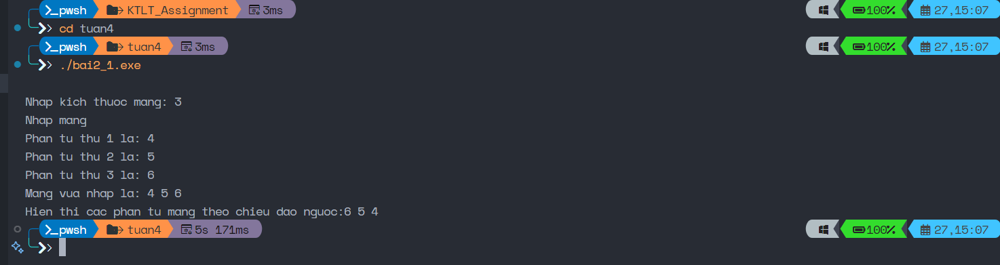 >_pwsh KTLT_Assignment 3ms 100% 27,15:07
cd tuan4
>_pwsh tuan4 3ms 100% 27,15:07
./bai2_1.exe
Nhap kich thuoc mang: 3
Nhap mang
Phan tu thu 1 la: 4
Phan tu thu 2 la: 5
Phan tu thu 3 la: 6
Mang vua nhap la: 4 5 6
Hien thi cac phan tu mang theo chieu dao nguoc:6 5 4
>_pwsh tuan4 5s 171ms 100% 27,15:07